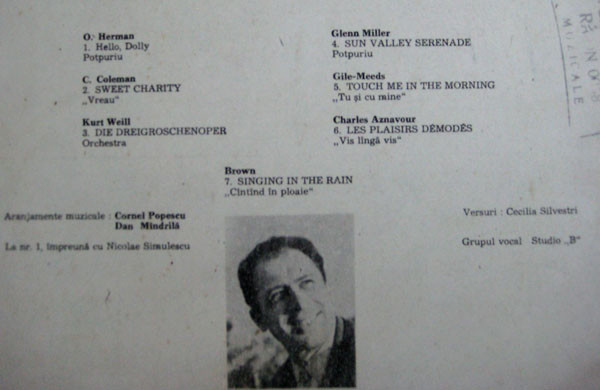 O. Herman
1. Hello, Dolly
Potpuriu
C. Coleman
2. SWEET CHARITY
„Vreau"
Kurt Weill
3. DIE DREIGROSCHENOPER
Orchestra
Glenn Miller
4. SUN VALLEY SERENADE
Potpuriu
Gile-Meeds
5. TOUCH ME IN THE MORNING
„Tu şi cu mine"
Charles Aznavour
6. LES PLAISIRS DÉMODÉS
„Vis lîngă vis"
Brown
7. SINGING IN THE RAIN
„Cîntînd în ploaie"
Aranjamente muzicale : Cornel Popescu
Dan Mîndrilă
La nr. 1, împreună cu Nicolae Simulescu
Versuri : Cecilia Silvestri
Grupul vocal Studio „B"
MUZICALE